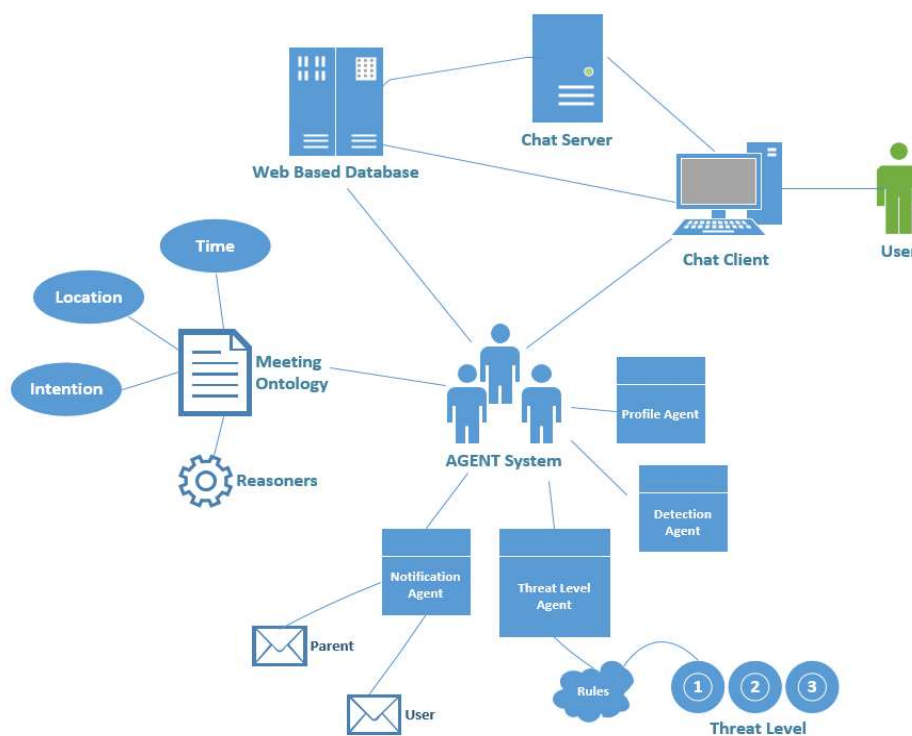 Chat Server
Web Based Database
Chat Client
User
Time
Location
Meeting
Ontology
Intention
Profile Agent
AGENT System
Reasoners
Detection
Agent
Notification
Agent
Threat Level
Agent
Parent
Rules
1
2
3
User
Threat Level